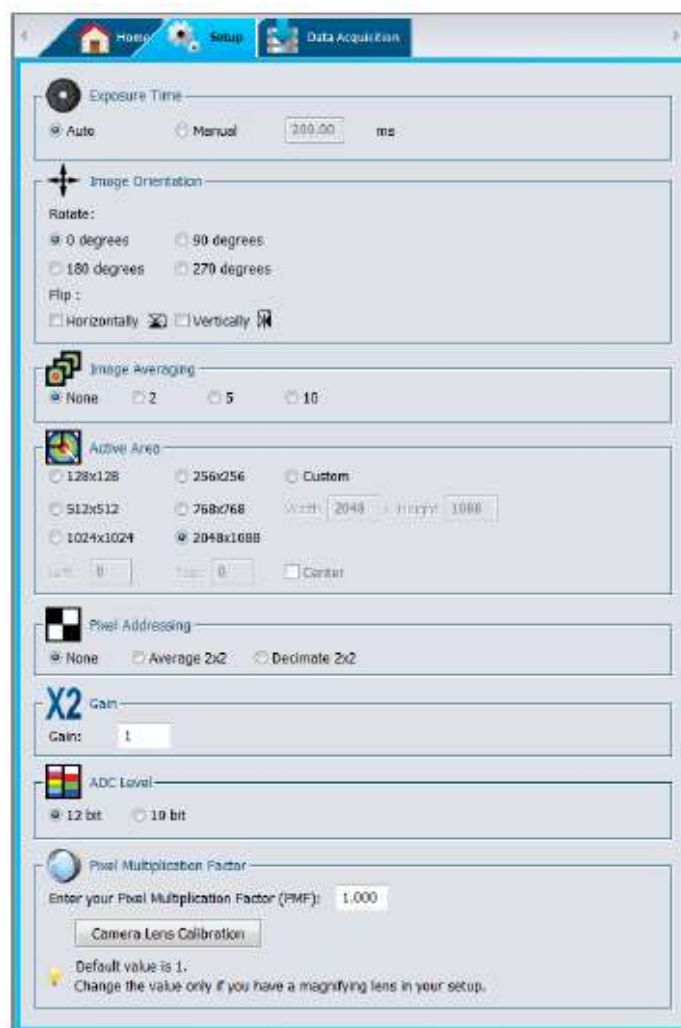 Home Setup Data Acquisition
Exposure Time
Auto Manual 200.00 ms
Image Orientation
Rotate:
0 degrees 90 degrees
180 degrees 270 degrees
Flip :
Horizontally Vertically
Image Averaging
None 2 5 10
Active Area
128x128 256x256 Custom
512x512 768x768 Width 2048 x Height 1088
1024x1024 2048x1088
Left: 0 Top: 0 Center
Pixel Addressing
None Average 2x2 Decimate 2x2
X2 Gain
Gain: 1
ADC Level
12 bit 10 bit
Pixel Multiplication Factor
Enter your Pixel Multiplication Factor (PMF): 1.000
Camera Lens Calibration
Default value is 1.
Change the value only if you have a magnifying lens in your setup.